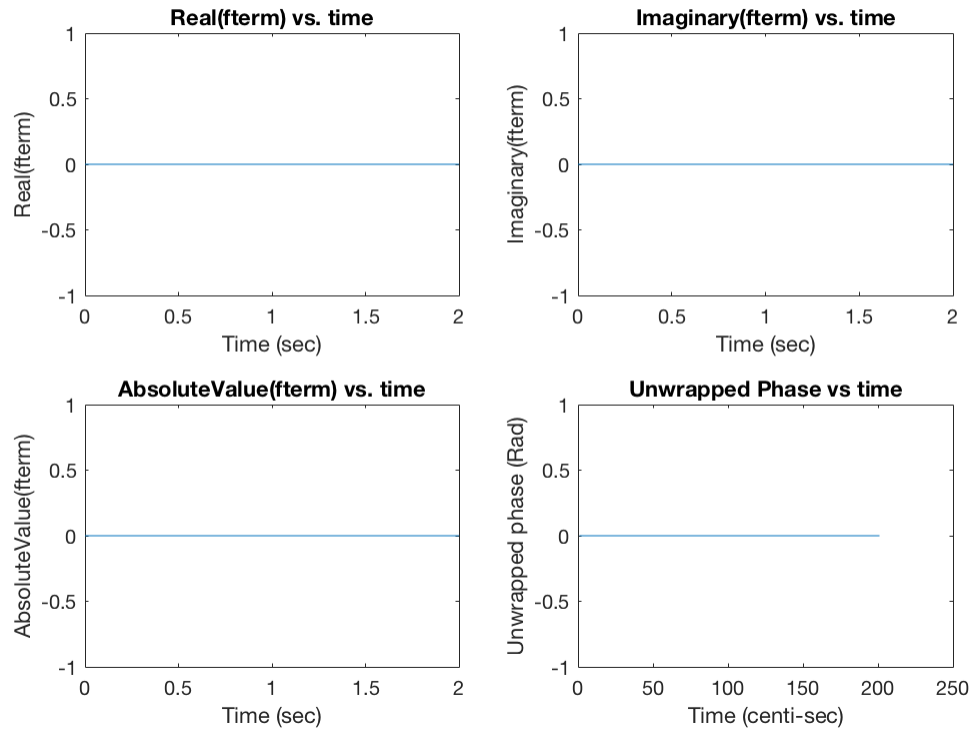 Real(fterm) vs. time
1
0.5
0
-0.5
-1
Real(fterm)
0 0.5 1 1.5 2
Time (sec)
Imaginary(fterm) vs. time
1
0.5
0
-0.5
-1
Imaginary(fterm)
0 0.5 1 1.5 2
Time (sec)
AbsoluteValue(fterm) vs. time
1
0.5
0
-0.5
-1
AbsoluteValue(fterm)
0 0.5 1 1.5 2
Time (sec)
Unwrapped Phase vs time
1
0.5
0
-0.5
-1
Unwrapped phase (Rad)
0 50 100 150 200 250
Time (centi-sec)